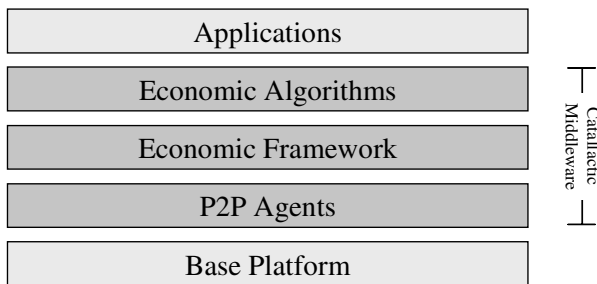 Applications
Economic Algorithms
Economic Framework
P2P Agents
Base Platform
Catallactic
Middleware